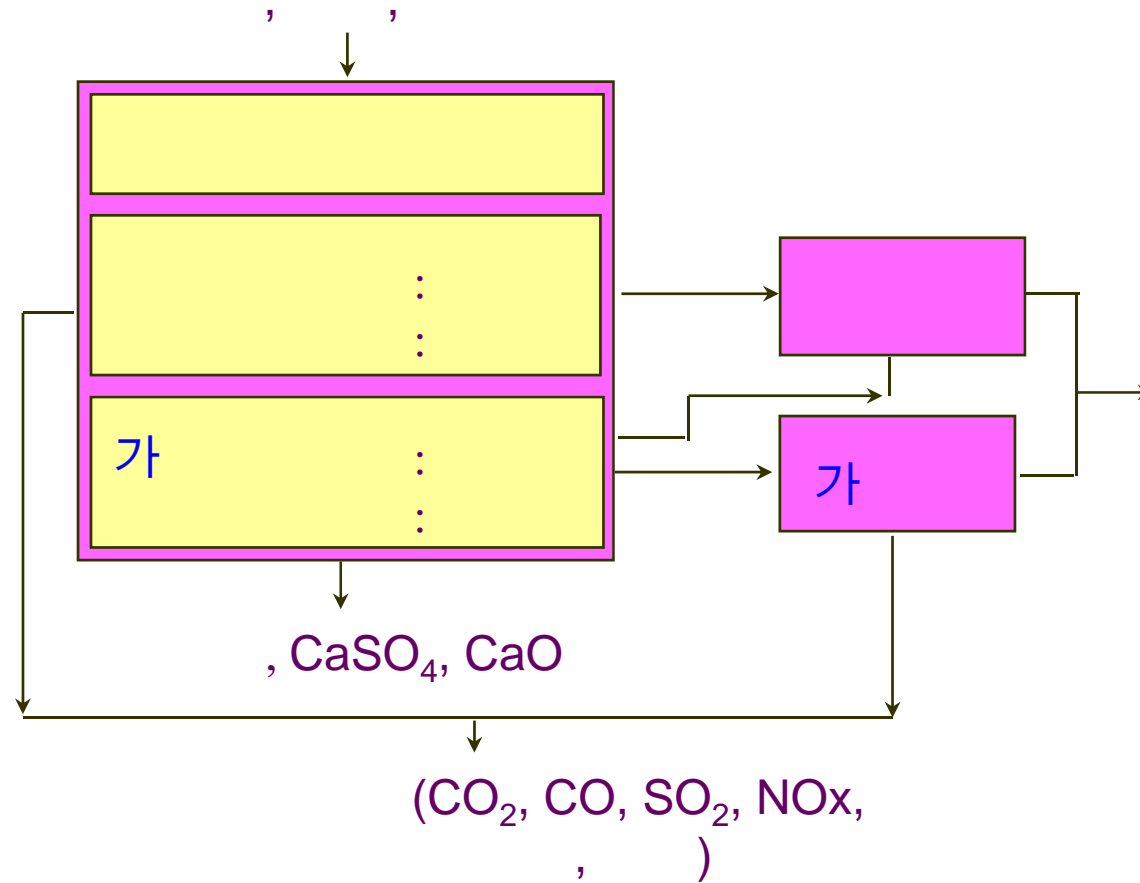 , ,
:
:
가 :
:
가
, CaSO₄, CaO
(CO₂, CO, SO₂, NOx,
, )